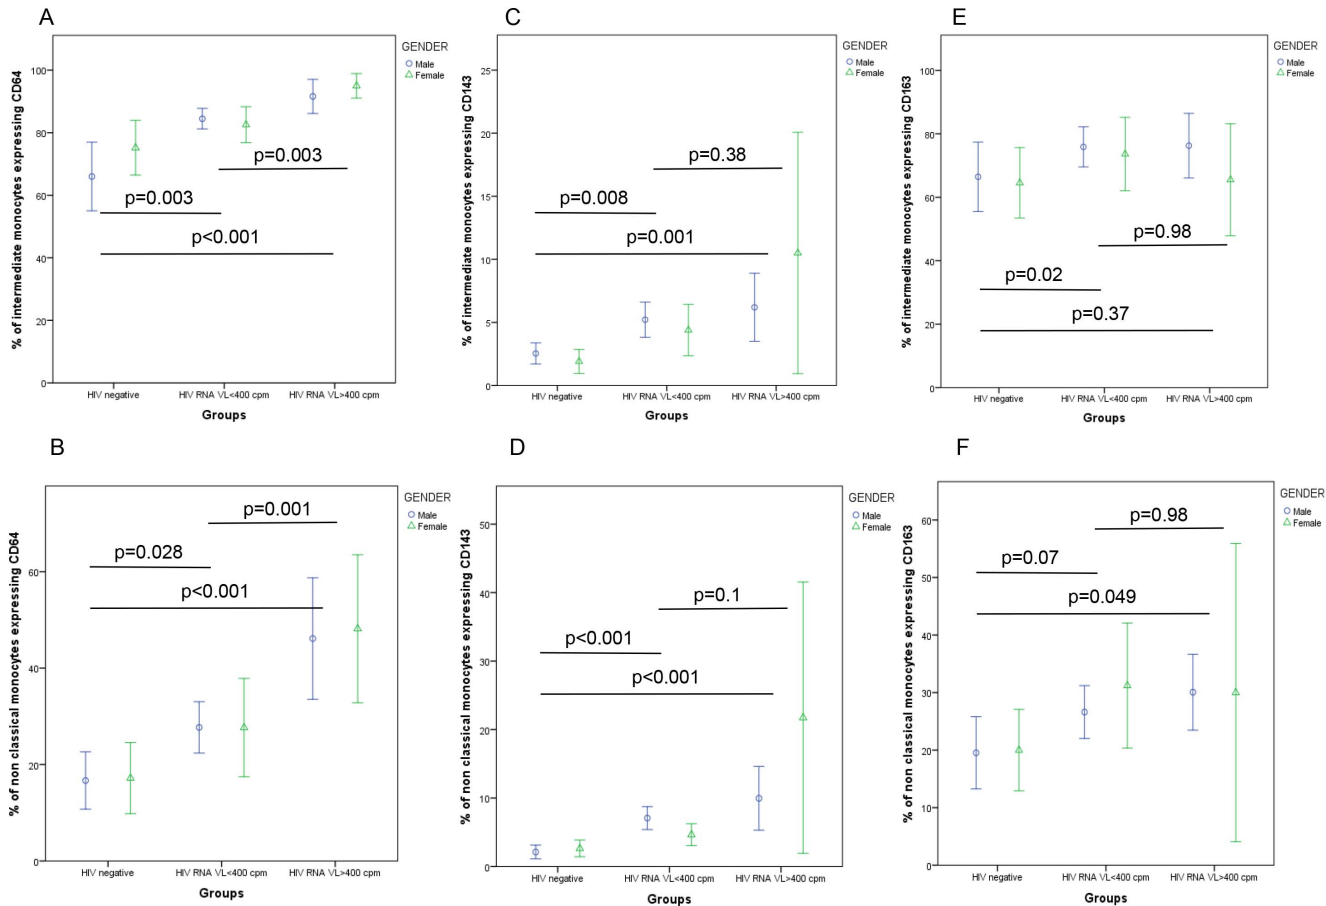 A
GENDER
Male
Female
% of intermediate monocytes expressing CD64
100
80
60
40
20
0
p=0.003
p=0.003
p<0.001
HIV negative
HIV RNA VL<400 cpm
HIV RNA VL>400 cpm
Groups
C
GENDER
Male
Female
% of intermediate monocytes expressing CD143
25
20
15
10
5
0
p=0.38
p=0.008
p=0.001
HIV negative
HIV RNA VL<400 cpm
HIV RNA VL>400 cpm
Groups
E
GENDER
Male
Female
% of intermediate monocytes expressing CD163
100
80
60
40
20
0
p=0.98
p=0.02
p=0.37
HIV negative
HIV RNA VL<400 cpm
HIV RNA VL>400 cpm
Groups
B
GENDER
Male
Female
% of non classical monocytes expressing CD64
60
40
20
0
p=0.001
p=0.028
p<0.001
HIV negative
HIV RNA VL<400 cpm
HIV RNA VL>400 cpm
Groups
D
GENDER
Male
Female
% of non classical monocytes expressing CD143
50
40
30
20
10
0
p=0.1
p<0.001
p<0.001
HIV negative
HIV RNA VL<400 cpm
HIV RNA VL>400 cpm
Groups
F
GENDER
Male
Female
% of non classical monocytes expressing CD163
60
50
40
30
20
10
0
p=0.98
p=0.07
p=0.049
HIV negative
HIV RNA VL<400 cpm
HIV RNA VL>400 cpm
Groups